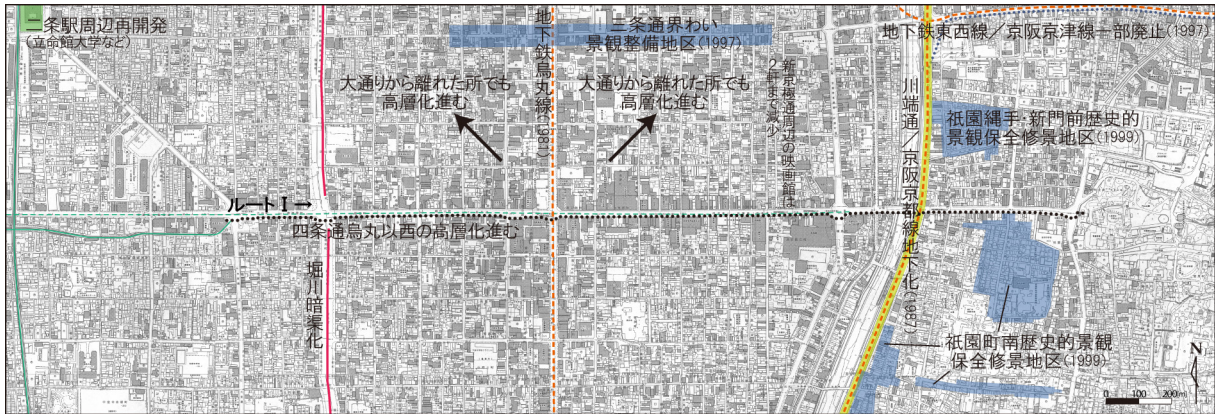 二条駅周辺再開発
(立命館大学など)
地下鉄烏丸線(1981)
三条通界わい
景観整備地区(1997)
地下鉄東西線／京阪京津線一部廃止(1997)
大通りから離れた所でも
高層化進む
大通りから離れた所でも
高層化進む
新京極通周辺の映画館は
2軒まで減少
川端通／京阪京都線地下化(1987)
祇園縄手・新門前歴史的
景観保全修景地区(1999)
ルートⅠ→
四条通烏丸以西の高層化進む
堀川暗渠化
祇園町南歴史的景観
保全修景地区(1999)
N
0 100 200(m)